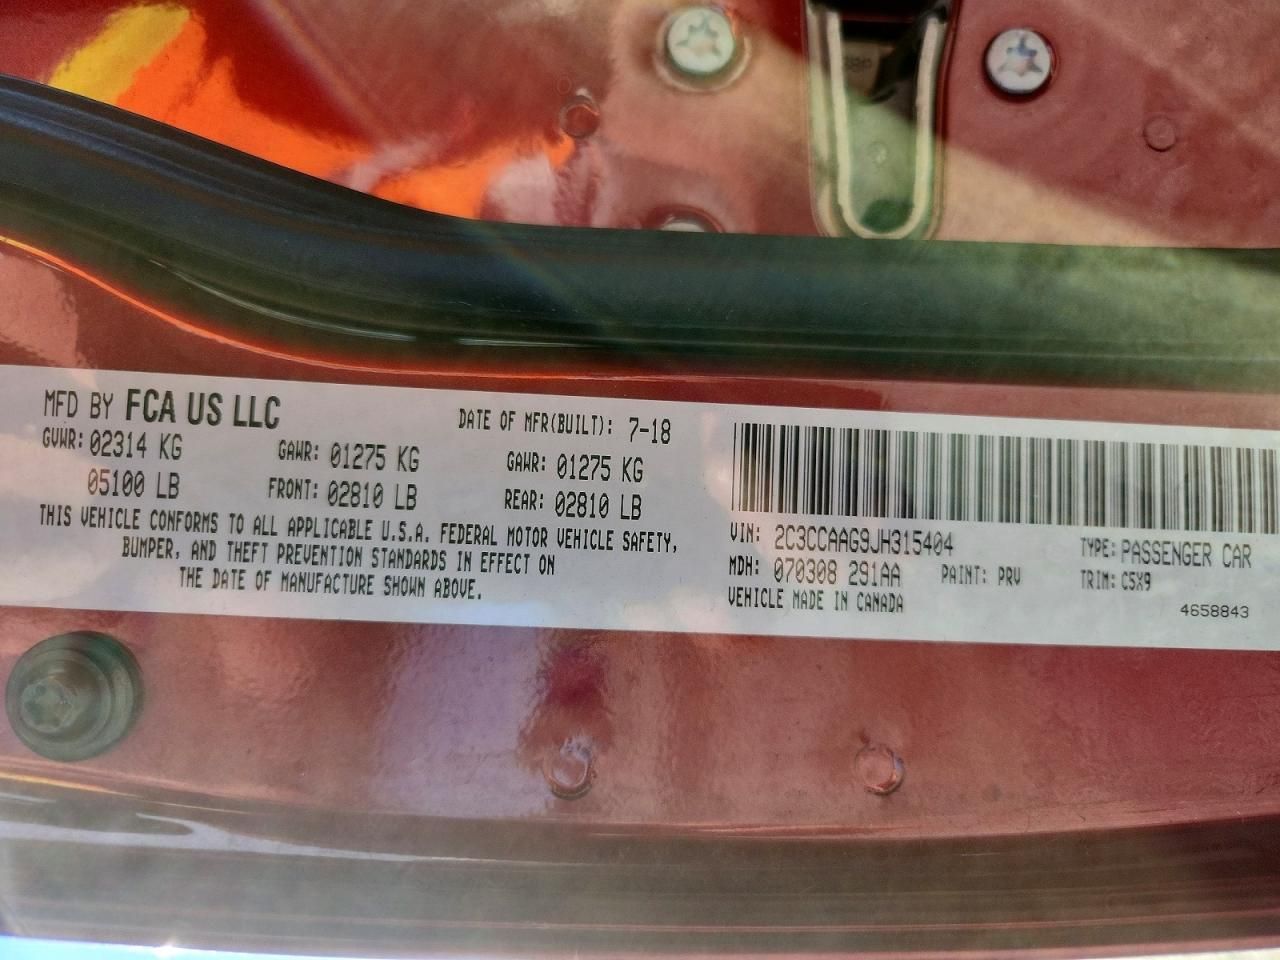 MFD BY FCA US LLC
DATE OF MFR(BUILT): 7-18
GVWR: 02314 KG GAWR: 01275 KG GAWR: 01275 KG
05100 LB FRONT: 02810 LB REAR: 02810 LB
THIS VEHICLE CONFORMS TO ALL APPLICABLE U.S.A. FEDERAL MOTOR VEHICLE SAFETY,
BUMPER, AND THEFT PREVENTION STANDARDS IN EFFECT ON
THE DATE OF MANUFACTURE SHOWN ABOVE.
VIN: 2C3CCAAG9JH315404 TYPE: PASSENGER CAR
MDH: 070308 291AA PAINT: PRV TRIM: C5X9
VEHICLE MADE IN CANADA
4658843